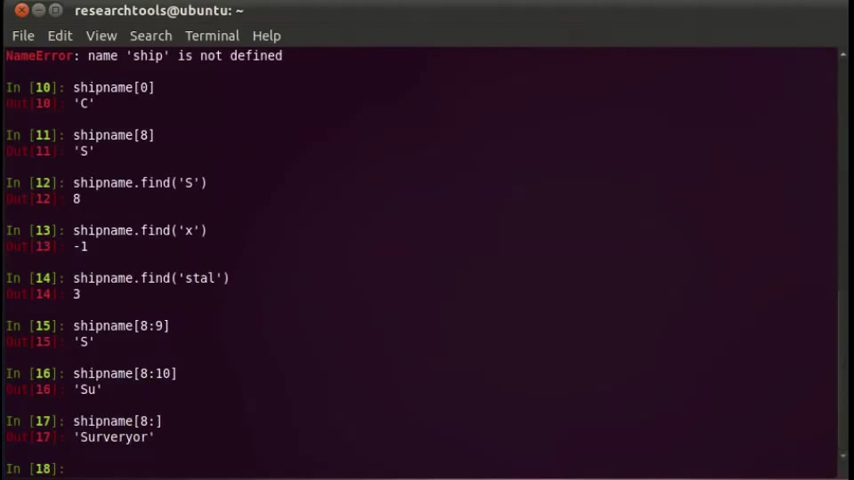 researchtools@ubuntu: ~
File Edit View Search Terminal Help
NameError: name 'ship' is not defined
In [10]: shipname[0]
Out[10]: 'C'
In [11]: shipname[8]
Out[11]: 'S'
In [12]: shipname.find('S')
Out[12]: 8
In [13]: shipname.find('x')
Out[13]: -1
In [14]: shipname.find('stal')
Out[14]: 3
In [15]: shipname[8:9]
Out[15]: 'S'
In [16]: shipname[8:10]
Out[16]: 'Su'
In [17]: shipname[8:]
Out[17]: 'Surveryor'
In [18]: